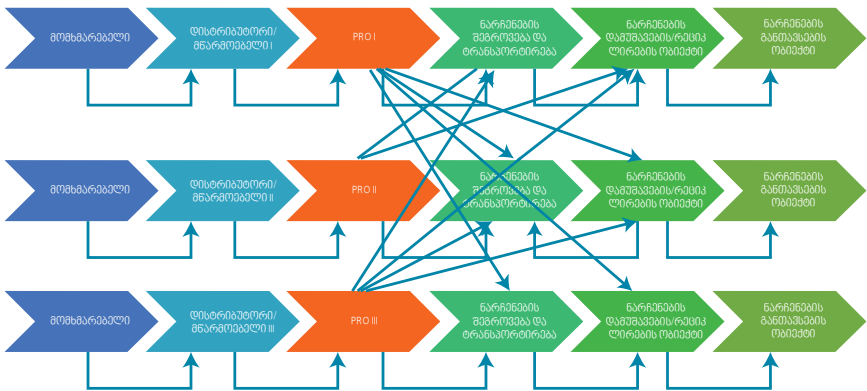 მომხმარებელი
დისტრიბუტორი/
მწარმოებელი I
PRO I
ნარჩენების
შეგროვება და
ტრანსპორტირება
ნარჩენების
დამუშავების/რეციკ
ლირების ობიექტი
ნარჩენების
განთავსების
ობიექტი
მომხმარებელი
დისტრიბუტორი/
მწარმოებელი II
PRO II
ნარჩენების
შეგროვება და
ტრანსპორტირება
ნარჩენების
დამუშავების/რეციკ
ლირების ობიექტი
ნარჩენების
განთავსების
ობიექტი
მომხმარებელი
დისტრიბუტორი/
მწარმოებელი III
PRO III
ნარჩენების
შეგროვება და
ტრანსპორტირება
ნარჩენების
დამუშავების/რეციკ
ლირების ობიექტი
ნარჩენების
განთავსების
ობიექტი